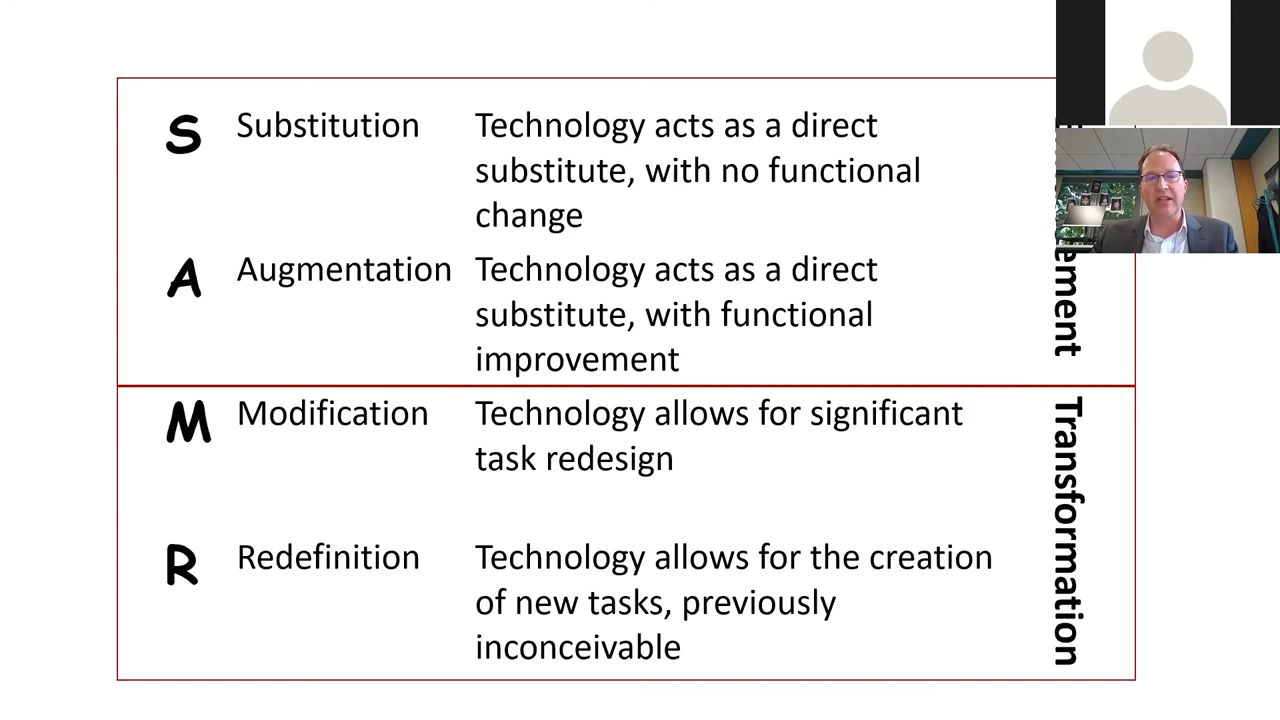 S Substitution Technology acts as a direct
substitute, with no functional
change
A Augmentation Technology acts as a direct
substitute, with functional
improvement
M Modification Technology allows for significant
task redesign
R Redefinition Technology allows for the creation
of new tasks, previously
inconceivable
Transformation